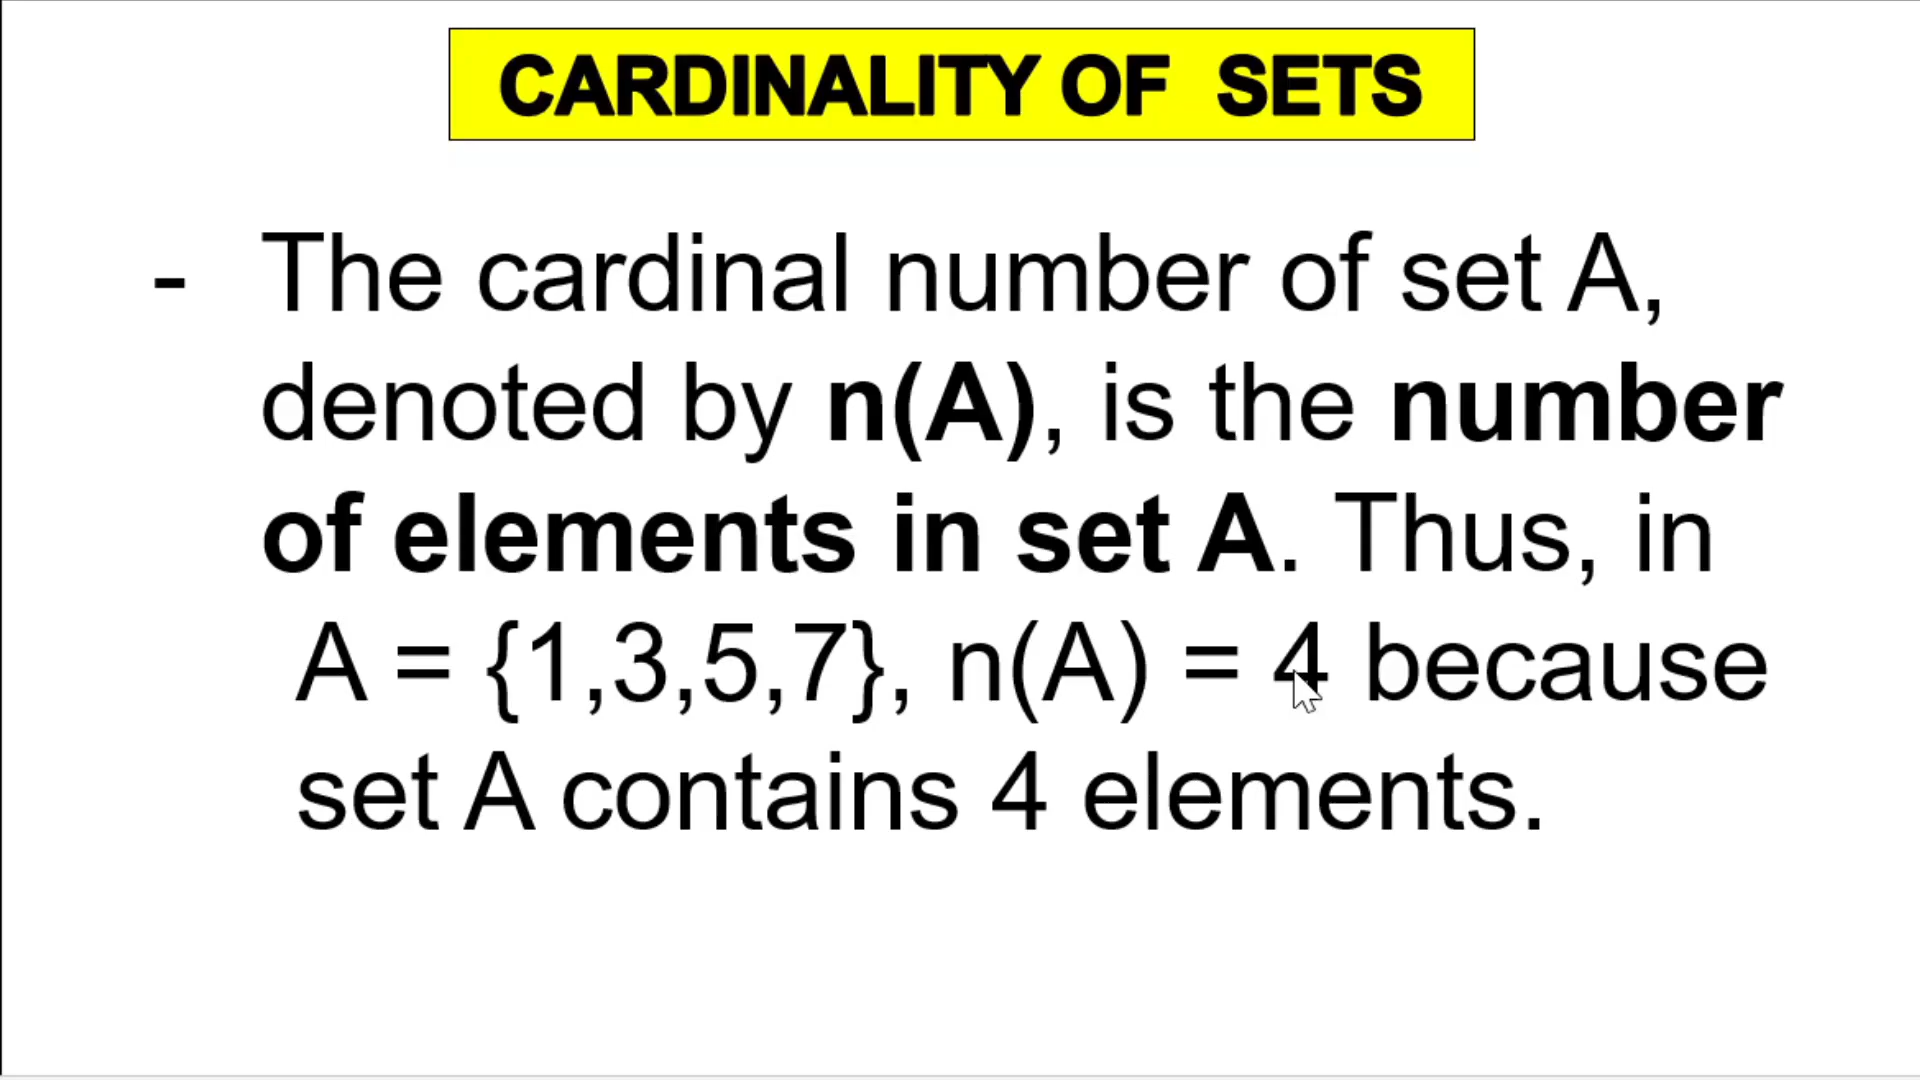 CARDINALITY OF SETS
- The cardinal number of set A,
denoted by n(A), is the number
of elements in set A. Thus, in
A = {1,3,5,7}, n(A) = 4 because
set A contains 4 elements.